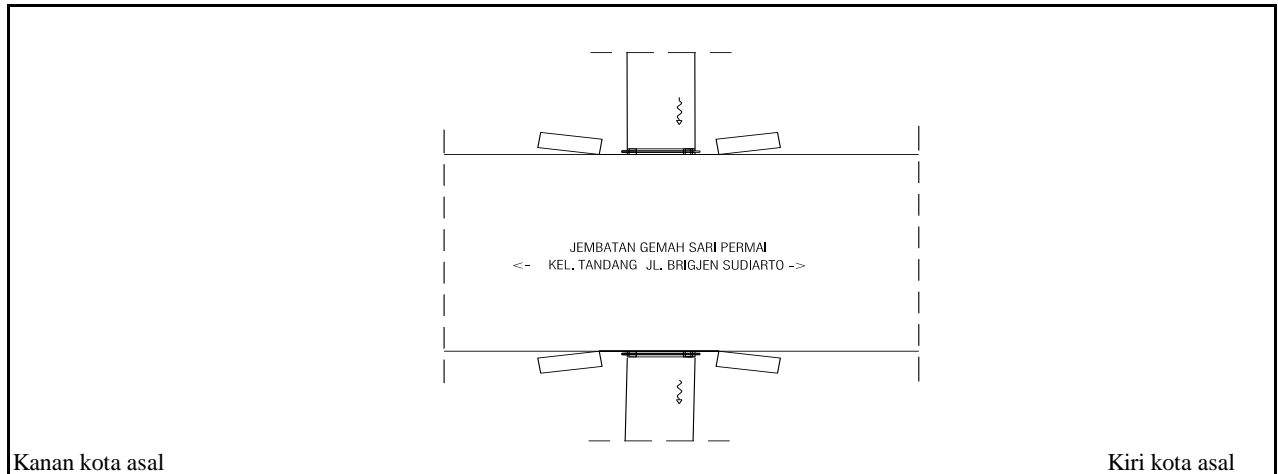 JEMBATAN GEMAH SARI PERMAI
<- KEL. TANDANG JL. BRIGJEN SUDIARTO ->
Kanan kota asal
Kiri kota asal